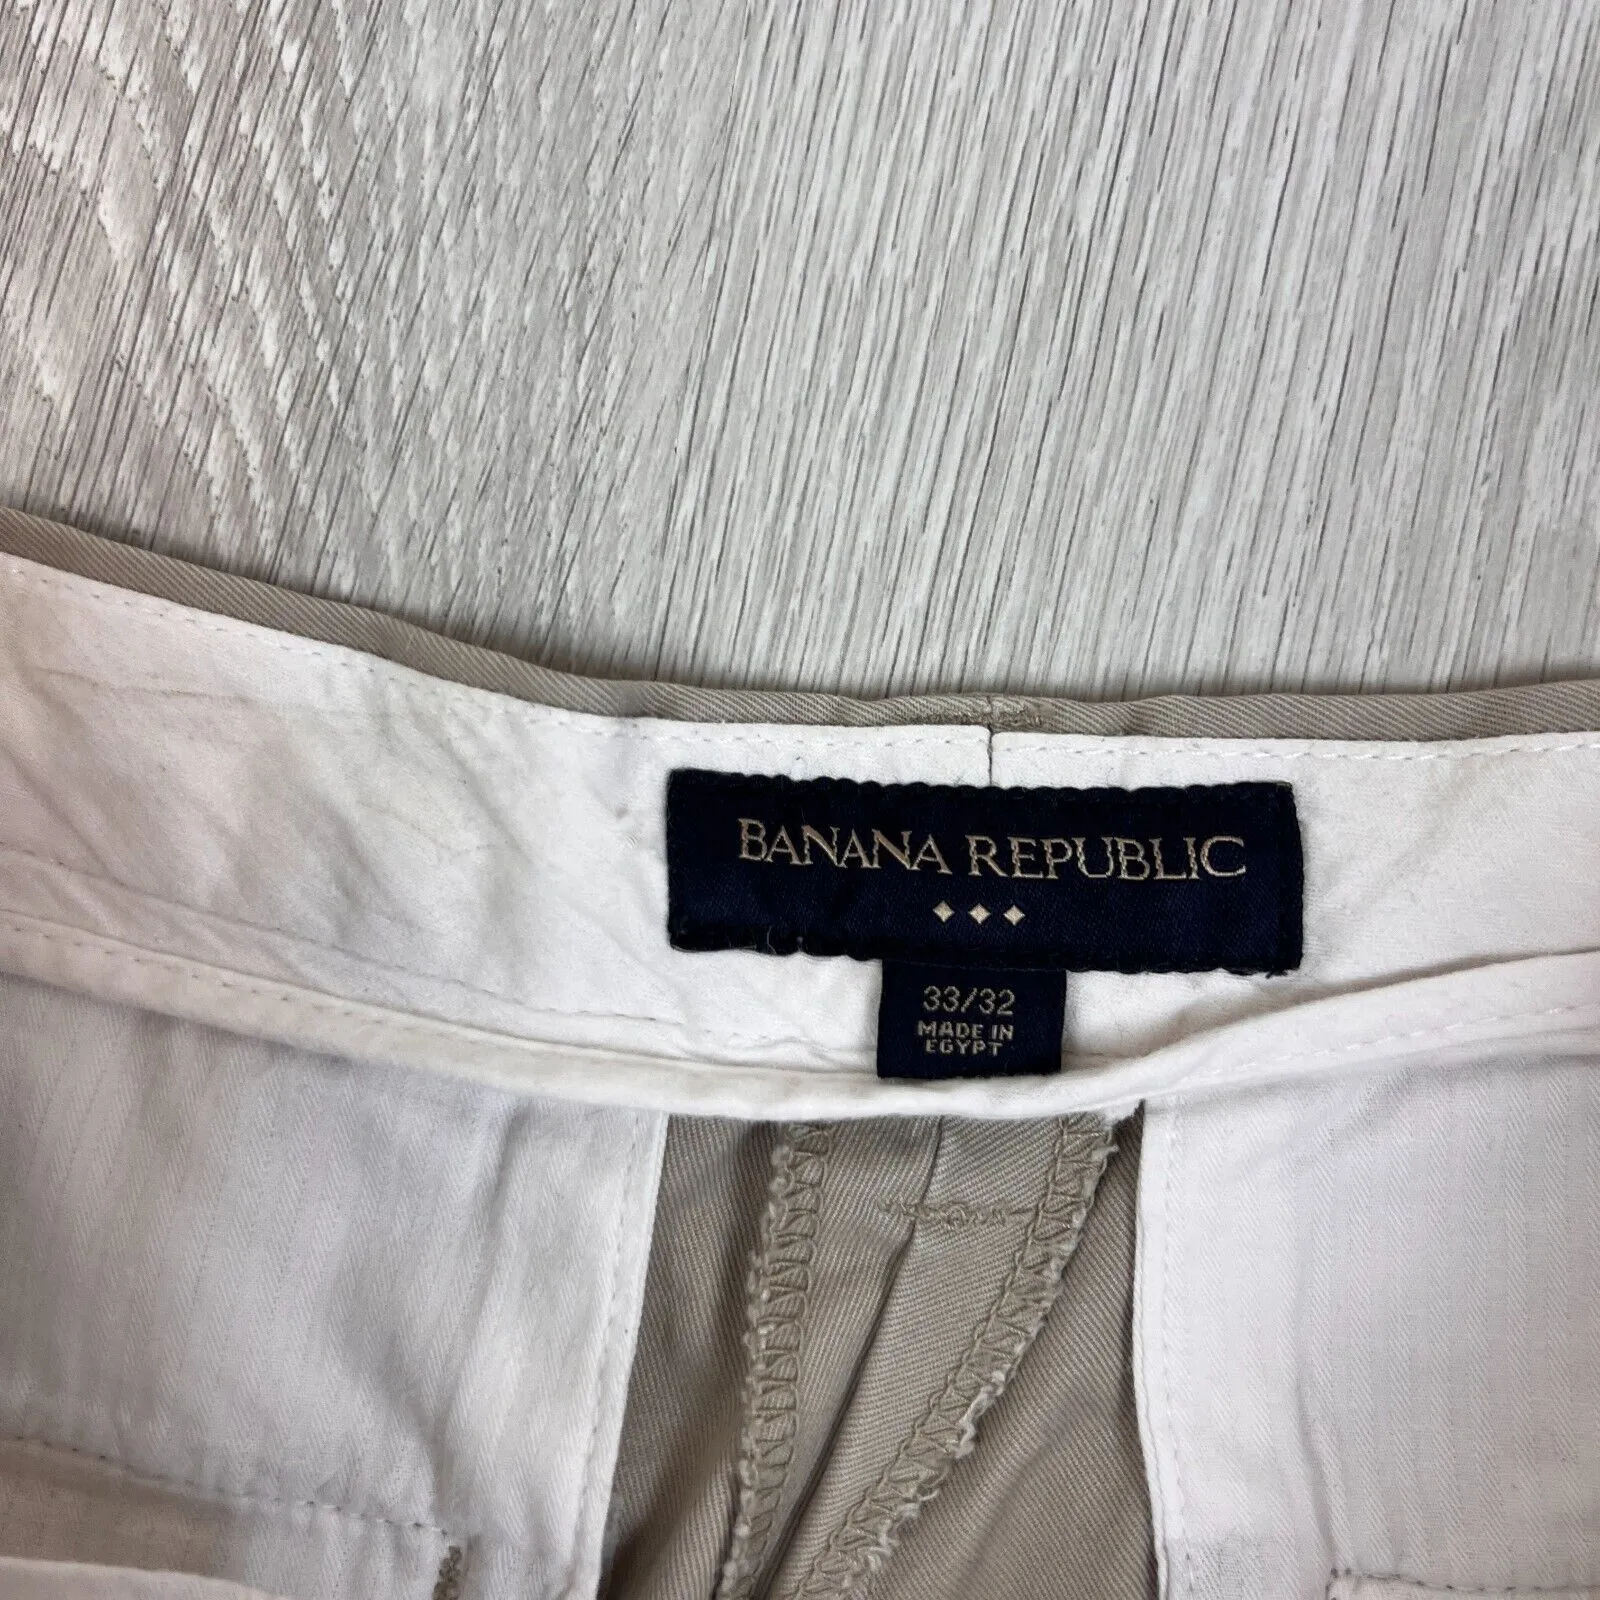 BANANA REPUBLIC
33/32
MADE IN
EGYPT